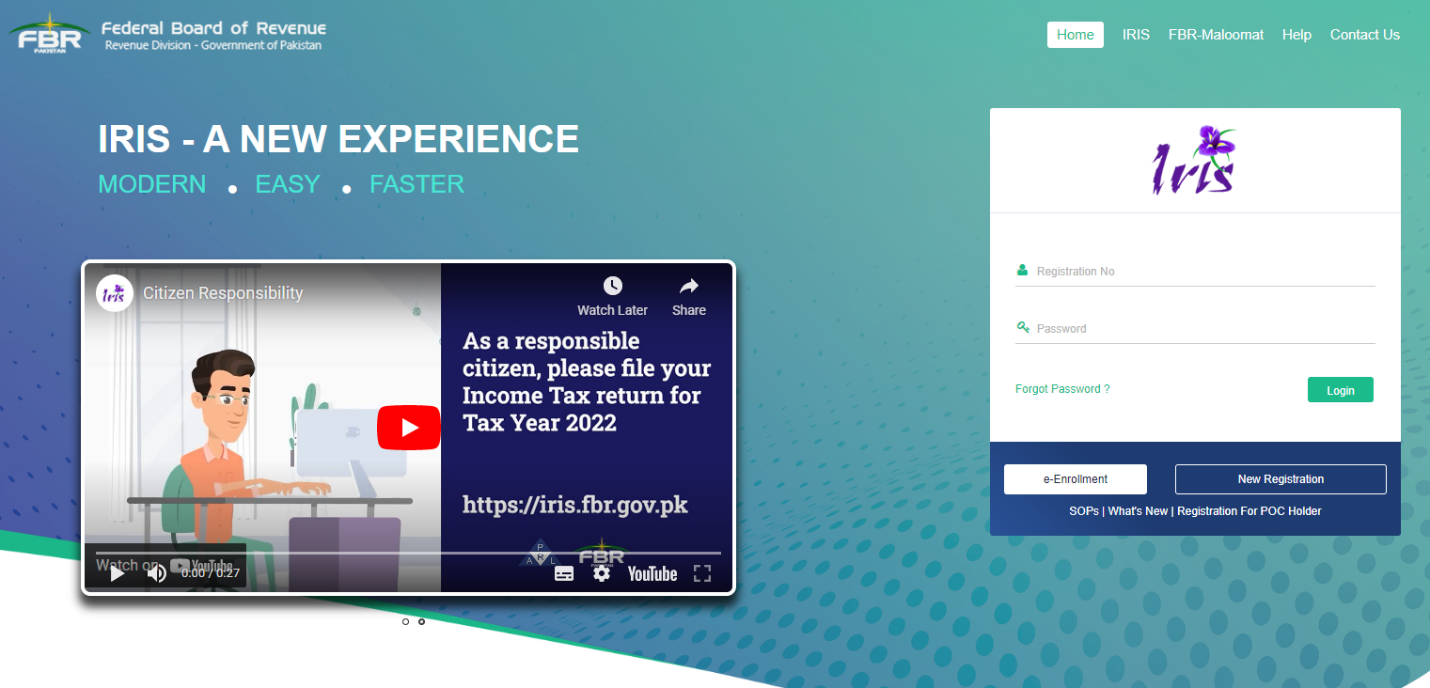 FBR
PAKISTAN
Federal Board of Revenue
Revenue Division - Government of Pakistan
Home
IRIS
FBR-Maloomat
Help
Contact Us
IRIS - A NEW EXPERIENCE
MODERN • EASY • FASTER
Iris
Citizen Responsibility
Watch Later
Share
As a responsible
citizen, please file your
Income Tax return for
Tax Year 2022
https://iris.fbr.gov.pk
PRAL
FBR
Watch on YouTube
0:00 / 0:27
YouTube
Iris
Registration No
Password
Forgot Password ?
Login
e-Enrollment
New Registration
SOPs | What's New | Registration For POC Holder